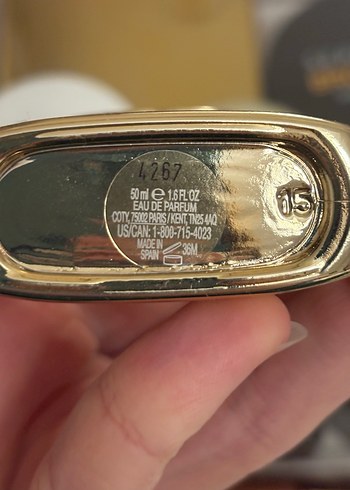 4267
50 ml e 1.6 FL OZ
EAU DE PARFUM
COTY, 75002 PARIS / KENT, TN25 4AQ
US/CAN: 1-800-715-4023
MADE IN
SPAIN
36M
15